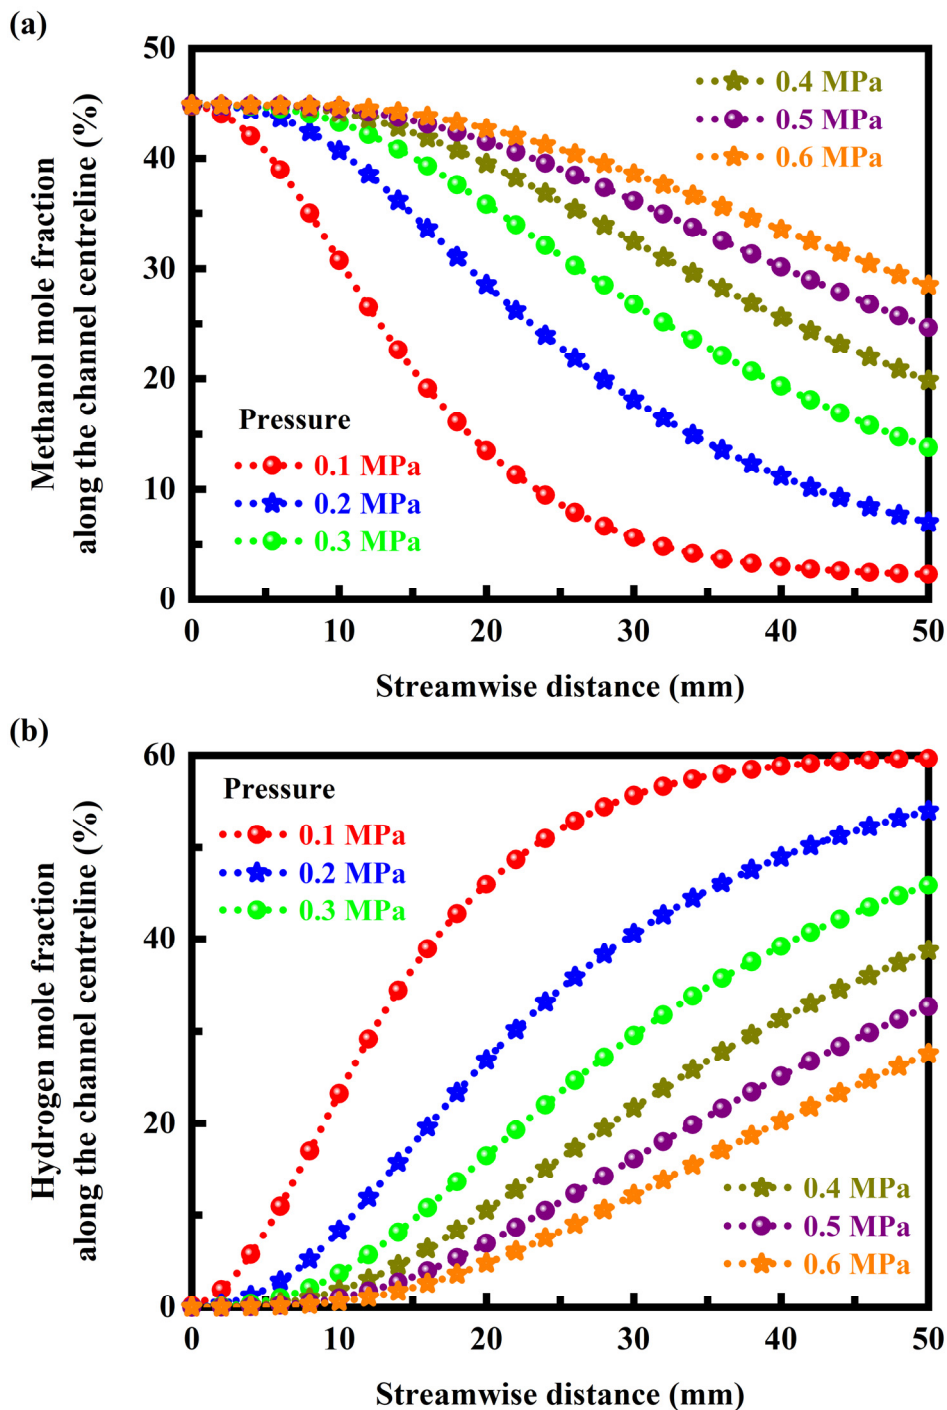 (a)
Methanol mole fraction
along the channel centreline (%)
50
40
30
20
10
0
0.4 MPa
0.5 MPa
0.6 MPa
Pressure
0.1 MPa
0.2 MPa
0.3 MPa
0 10 20 30 40 50
Streamwise distance (mm)
(b)
Hydrogen mole fraction
along the channel centreline (%)
60
40
20
0
Pressure
0.1 MPa
0.2 MPa
0.3 MPa
0.4 MPa
0.5 MPa
0.6 MPa
0 10 20 30 40 50
Streamwise distance (mm)